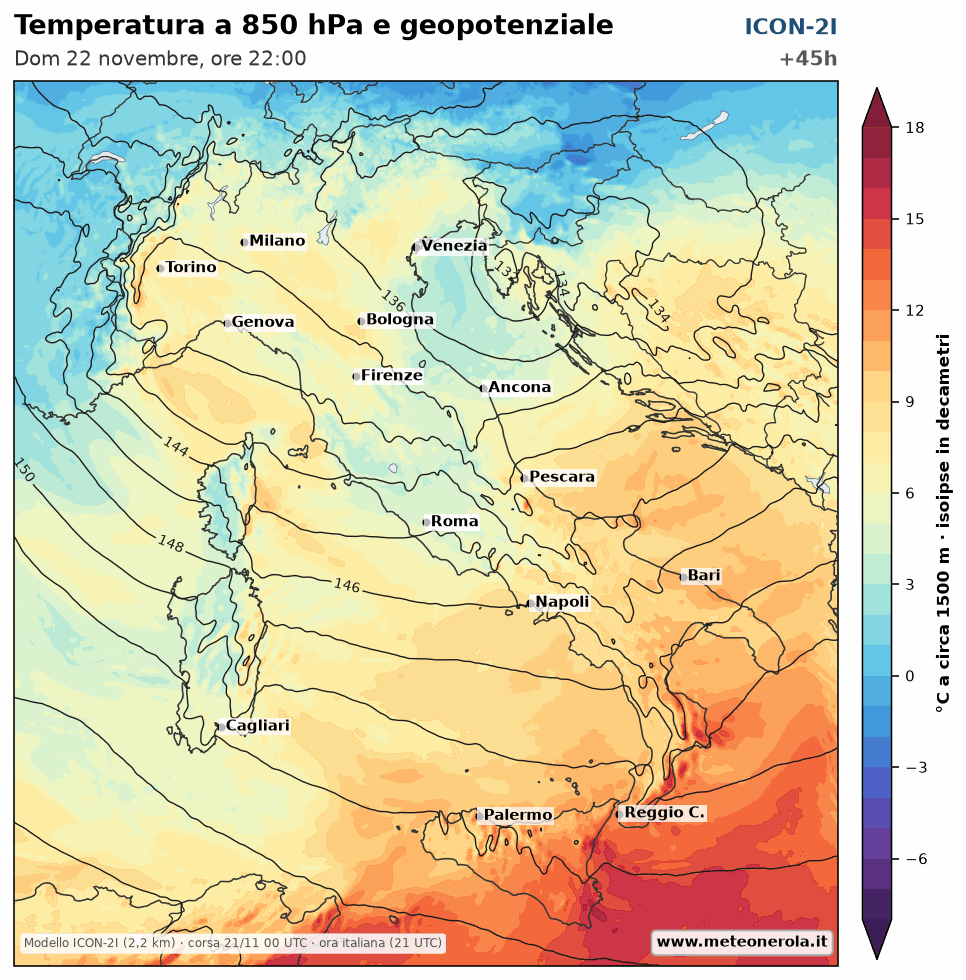 Temperatura a 850 hPa e geopotenziale
ICON-2I
Dom 22 novembre, ore 22:00
+45h
Milano
Venezia
Torino
136
134
134
Genova
Bologna
Firenze
Ancona
144
150
Pescara
Roma
148
146
Bari
Napoli
Cagliari
Palermo
Reggio C.
Modello ICON-2I (2,2 km) · corsa 21/11 00 UTC · ora italiana (21 UTC)
www.meteonerola.it
18
15
12
9
6
3
0
−3
−6
°C a circa 1500 m · isoipse in decametri